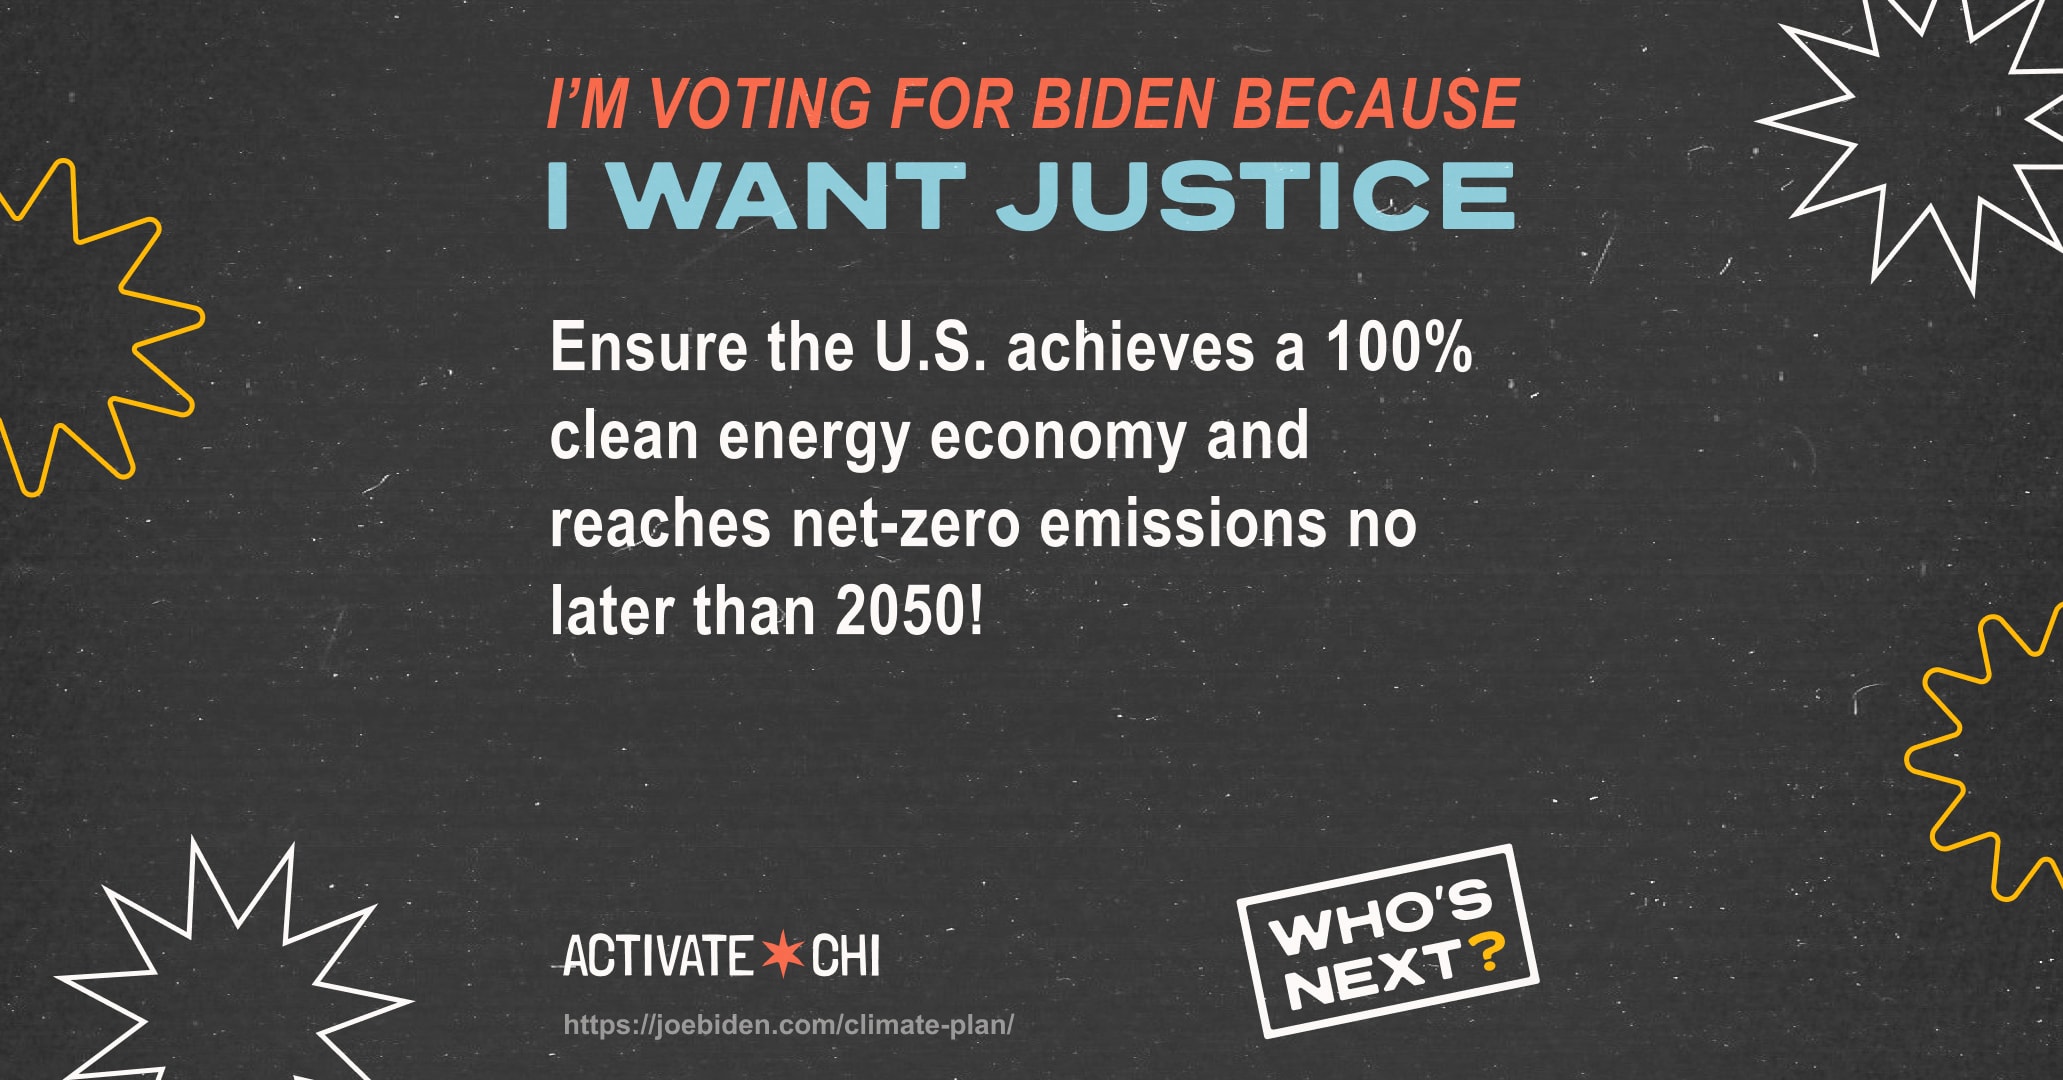 I'M VOTING FOR BIDEN BECAUSE
I WANT JUSTICE
Ensure the U.S. achieves a 100%
clean energy economy and
reaches net-zero emissions no
later than 2050!
ACTIVATE CHI
https://joebiden.com/climate-plan/
WHO'S
NEXT?